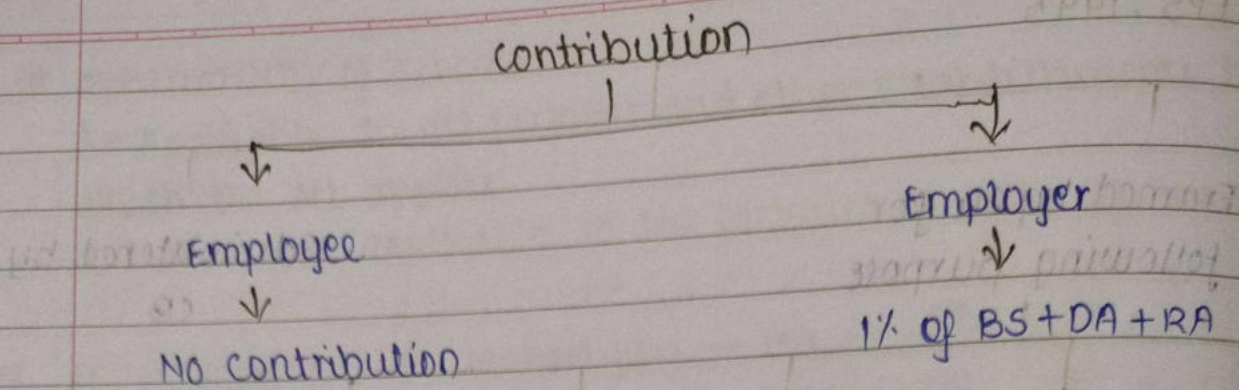 contribution
Employee
Employer
No contribution
1% of BS+DA+RA